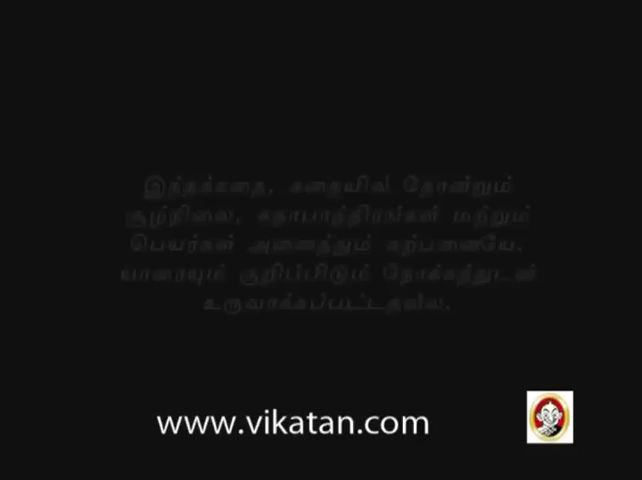 இந்தக்கதை, கதையில் தோன்றும்
சூழ்நிலை, கதாபாத்திரங்கள் மற்றும்
பெயர்கள் அனைத்தும் கற்பனையே.
யாரையும் குறிப்பிடும் நோக்கத்துடன்
உருவாக்கப்பட்டதல்ல.
www.vikatan.com